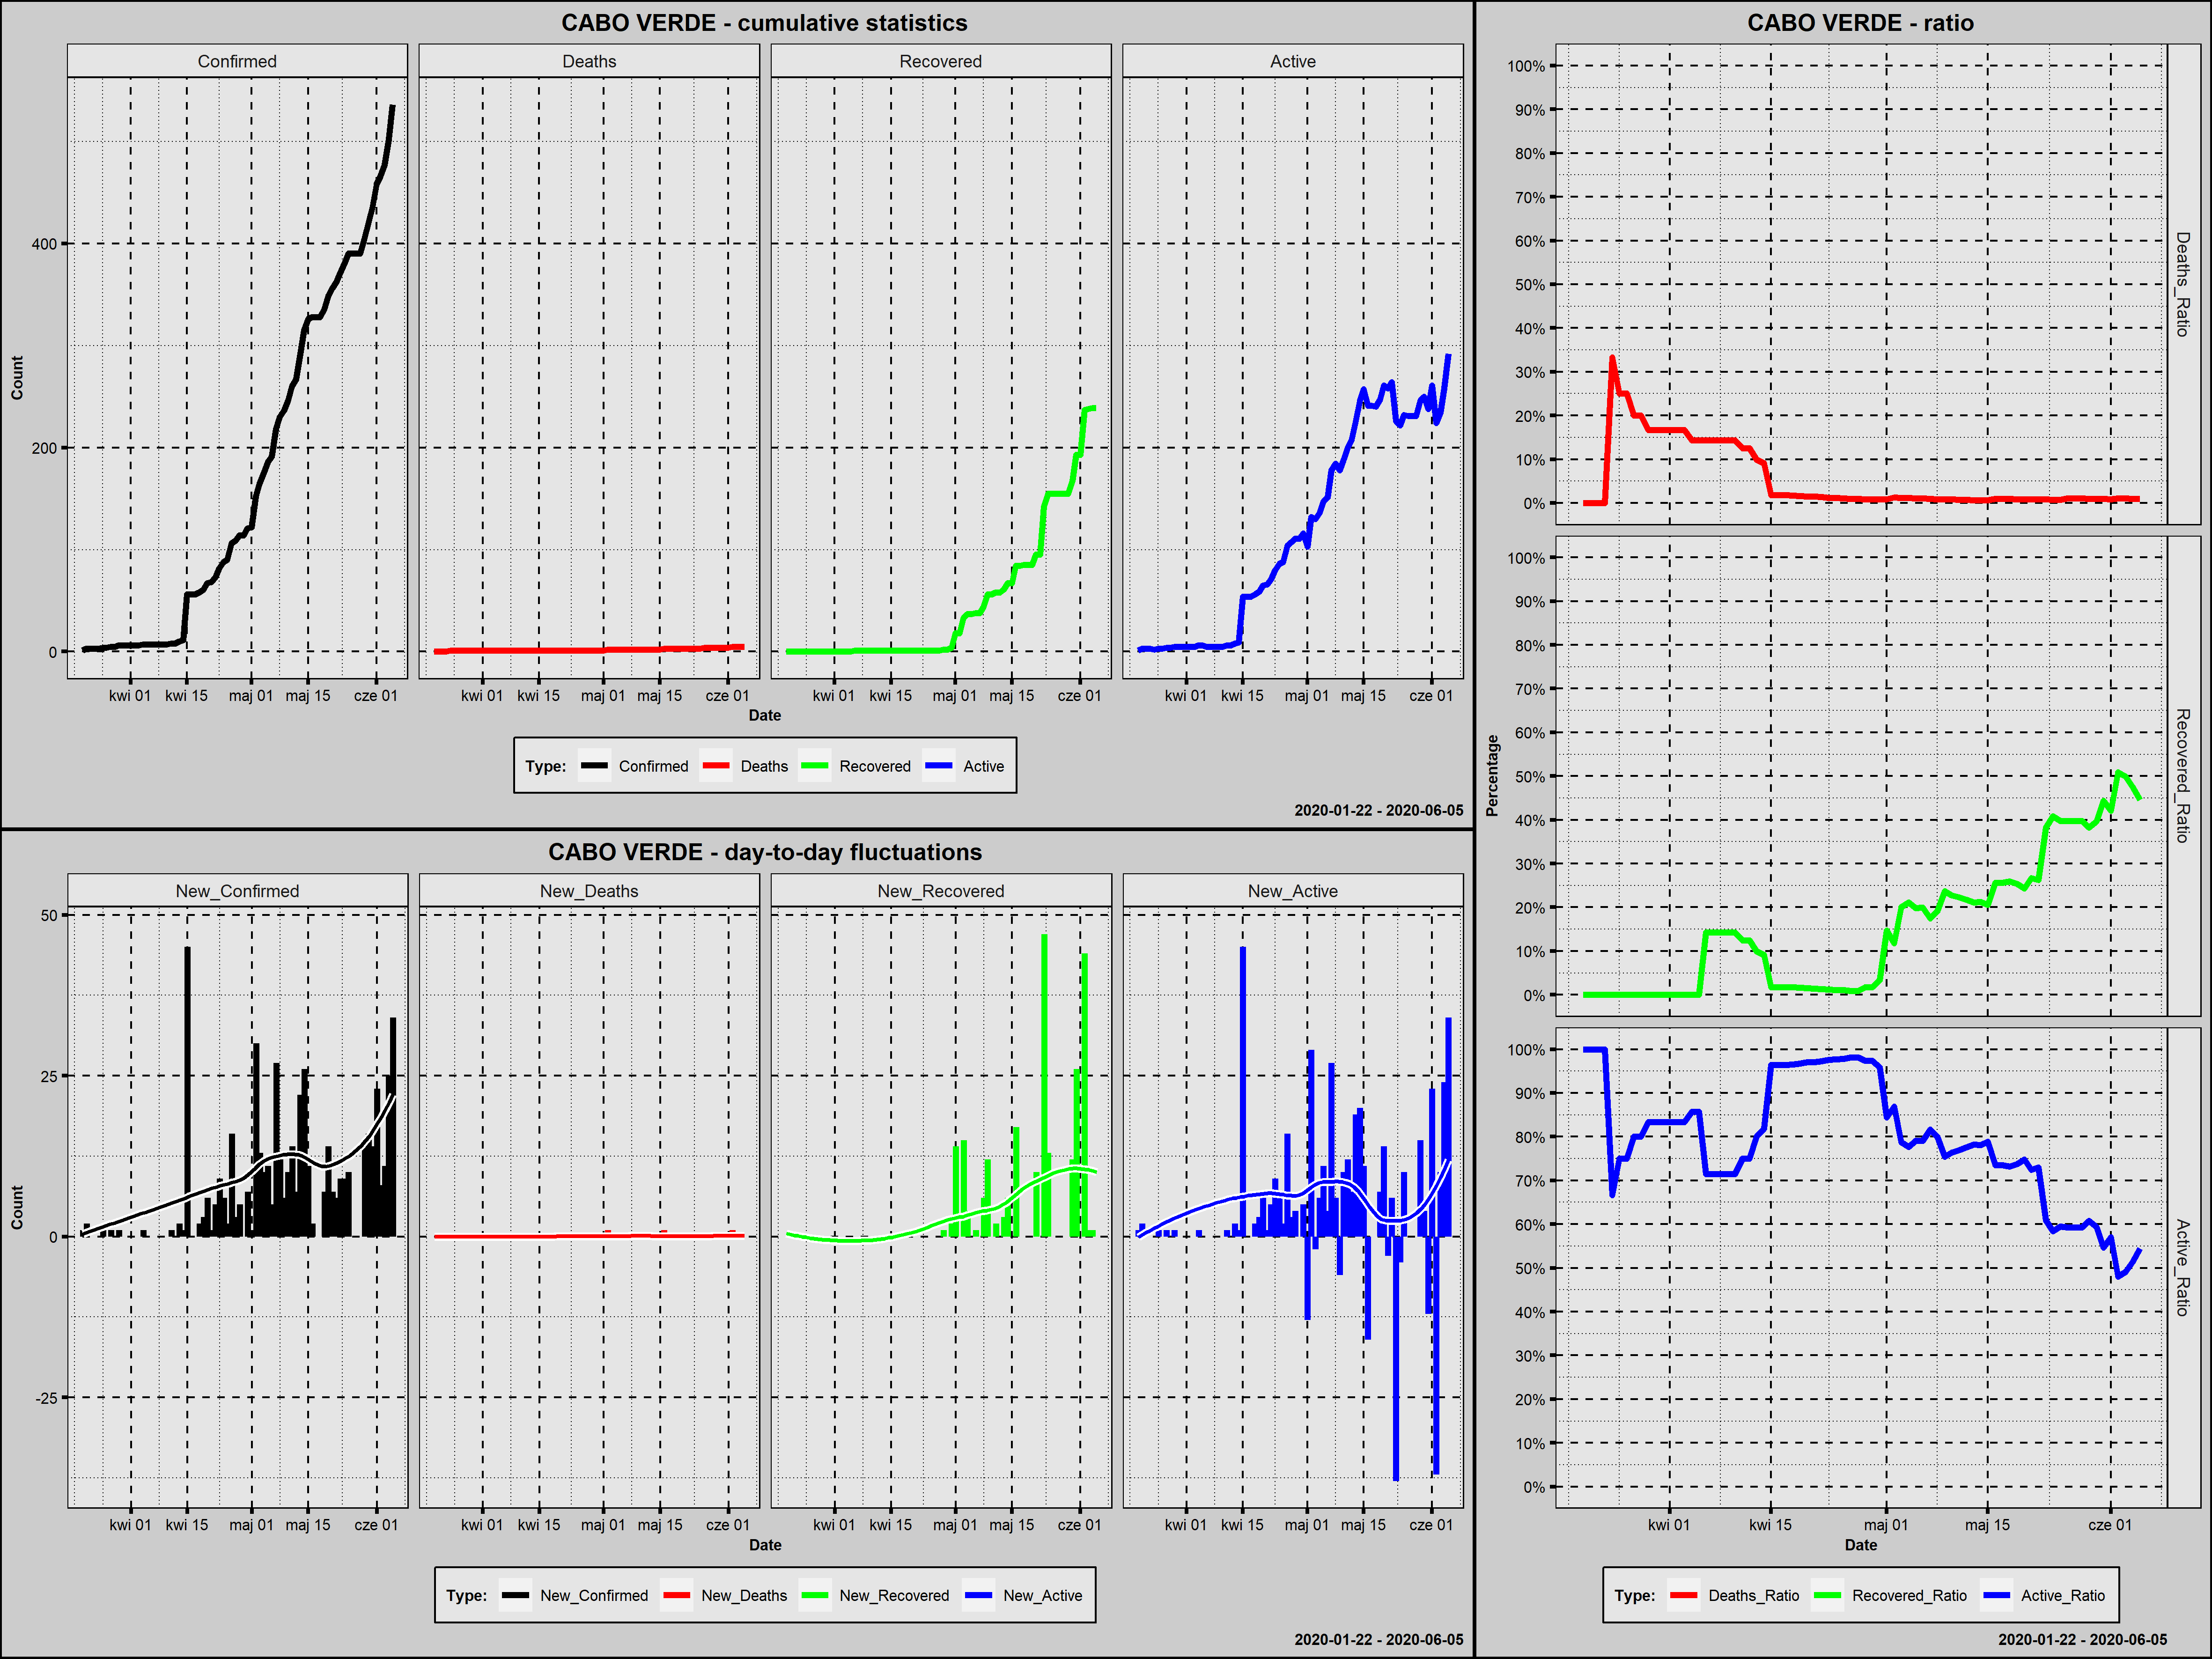 CABO VERDE - cumulative statistics
Confirmed Deaths Recovered Active
Count
400
200
0
kwi 01 kwi 15 maj 01 maj 15 cze 01 kwi 01 kwi 15 maj 01 maj 15 cze 01 kwi 01 kwi 15 maj 01 maj 15 cze 01 kwi 01 kwi 15 maj 01 maj 15 cze 01
Date
Type: Confirmed Deaths Recovered Active
2020-01-22 - 2020-06-05
CABO VERDE - day-to-day fluctuations
New_Confirmed New_Deaths New_Recovered New_Active
Count
50
25
0
-25
kwi 01 kwi 15 maj 01 maj 15 cze 01 kwi 01 kwi 15 maj 01 maj 15 cze 01 kwi 01 kwi 15 maj 01 maj 15 cze 01 kwi 01 kwi 15 maj 01 maj 15 cze 01
Date
Type: New_Confirmed New_Deaths New_Recovered New_Active
2020-01-22 - 2020-06-05
CABO VERDE - ratio
Percentage
100%
90%
80%
70%
60%
50%
40%
30%
20%
10%
0%
Deaths_Ratio
100%
90%
80%
70%
60%
50%
40%
30%
20%
10%
0%
Recovered_Ratio
100%
90%
80%
70%
60%
50%
40%
30%
20%
10%
0%
Active_Ratio
kwi 01 kwi 15 maj 01 maj 15 cze 01
Date
Type: Deaths_Ratio Recovered_Ratio Active_Ratio
2020-01-22 - 2020-06-05